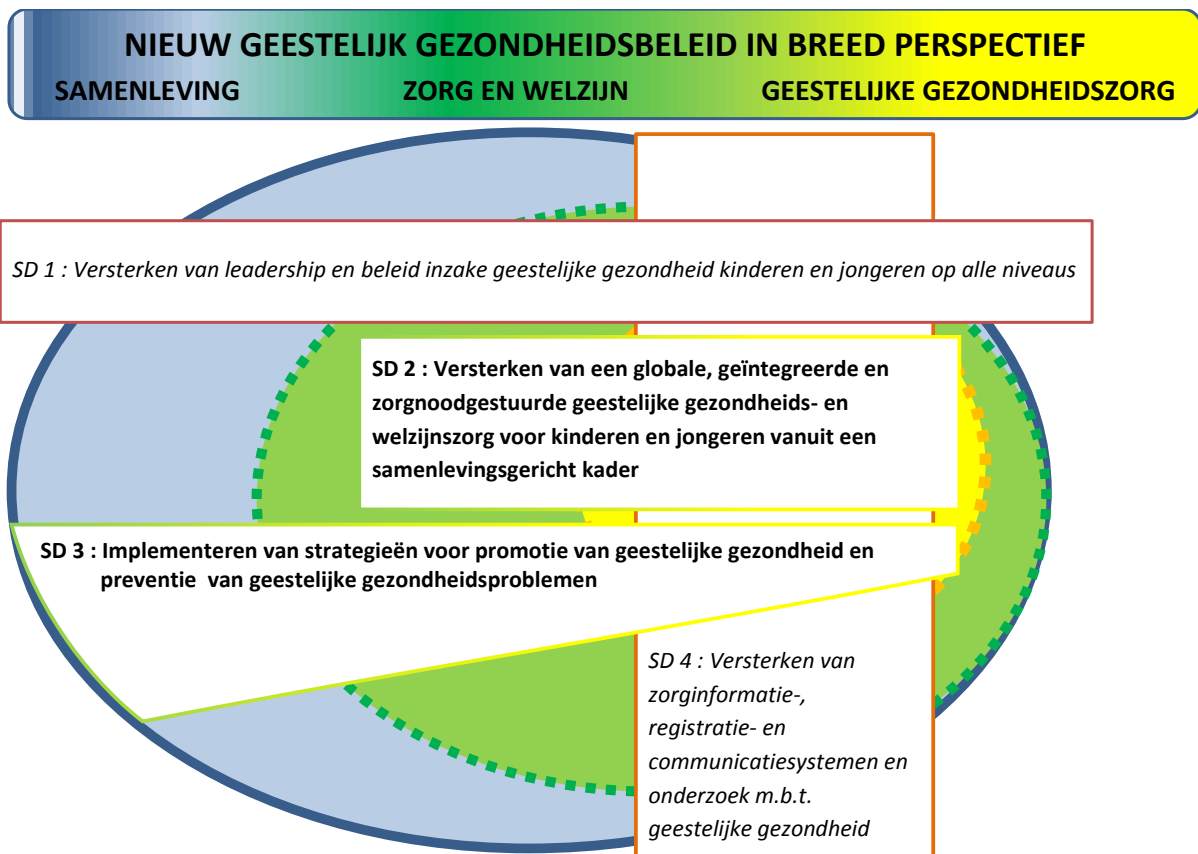 NIEUW GEESTELIJK GEZONDHEIDSBELEID IN BREED PERSPECTIEF
SAMENLEVING ZORG EN WELZIJN GEESTELIJKE GEZONDHEIDSZORG
SD 1 : Versterken van leadership en beleid inzake geestelijke gezondheid kinderen en jongeren op alle niveaus
SD 2 : Versterken van een globale, geïntegreerde en
zorgnoodgestuurde geestelijke gezondheids- en
welzijnszorg voor kinderen en jongeren vanuit een
samenlevingsgericht kader
SD 3 : Implementeren van strategieën voor promotie van geestelijke gezondheid en
preventie van geestelijke gezondheidsproblemen
SD 4 : Versterken van
zorginformatie-,
registratie- en
communicatiesystemen en
onderzoek m.b.t.
geestelijke gezondheid